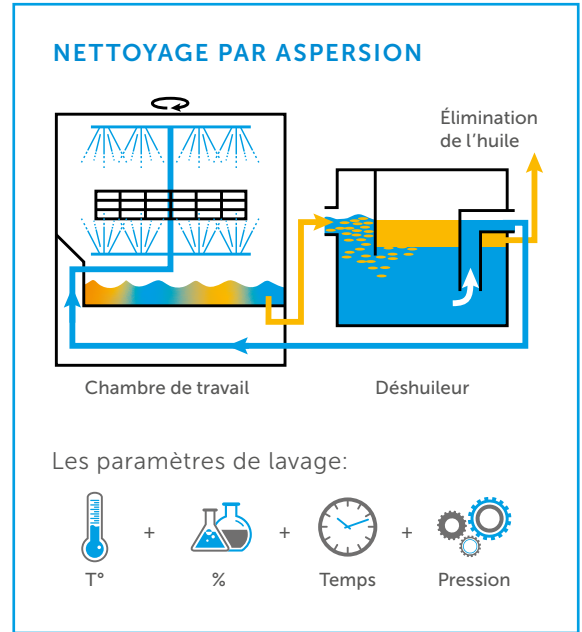 NETTOYAGE PAR ASPERSION
Élimination
de l'huile
Chambre de travail
Déshuileur
Les paramètres de lavage:
+ + +
T° % Temps Pression